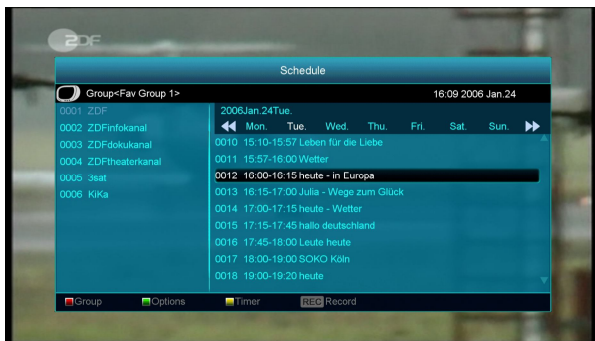 ZDF
Schedule
Group<Fav Group 1>
16:09 2006 Jan.24
0001 ZDF
0002 ZDFinfokanal
0003 ZDFdokukanal
0004 ZDFtheaterkanal
0005 3sat
0006 KiKa
2006Jan.24Tue.
Mon. Tue. Wed. Thu. Fri. Sat. Sun.
0010 15:10-15:57 Leben für die Liebe
0011 15:57-16:00 Wetter
0012 16:00-16:15 heute - in Europa
0013 16:15-17:00 Julia - Wege zum Glück
0014 17:00-17:15 heute - Wetter
0015 17:15-17:45 hallo deutschland
0016 17:45-18:00 Leute heute
0017 18:00-19:00 SOKO Köln
0018 19:00-19:20 heute
Group Options Timer REC Record